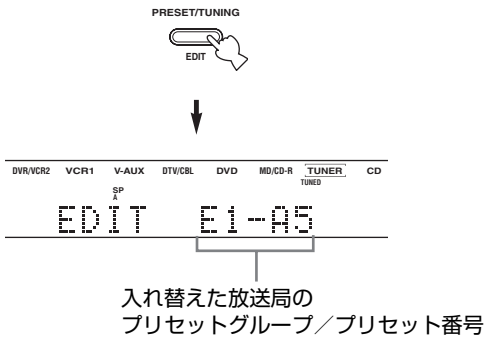 PRESET/TUNING
EDIT
DVR/VCR2 VCR1 V-AUX DTV/CBL DVD MD/CD-R TUNER CD
TUNED
SP
A
EDIT E1-A5
入れ替えた放送局の
プリセットグループ／プリセット番号